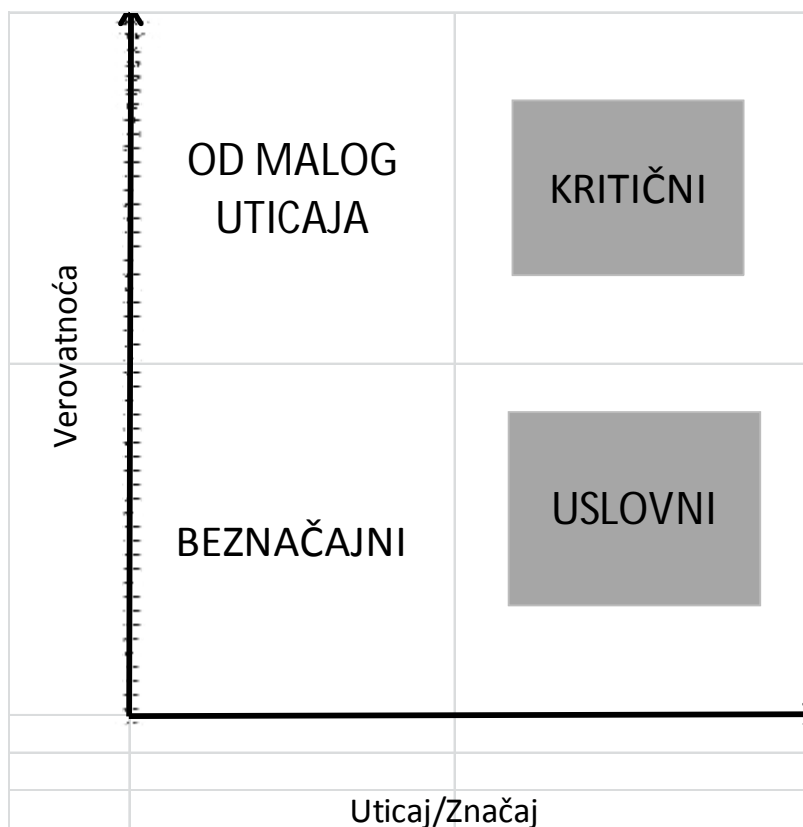 OD MALOG
UTICAJA
KRITIČNI
Verovatnoća
BEZNAČAJNI
USLOVNI
Uticaj/Značaj